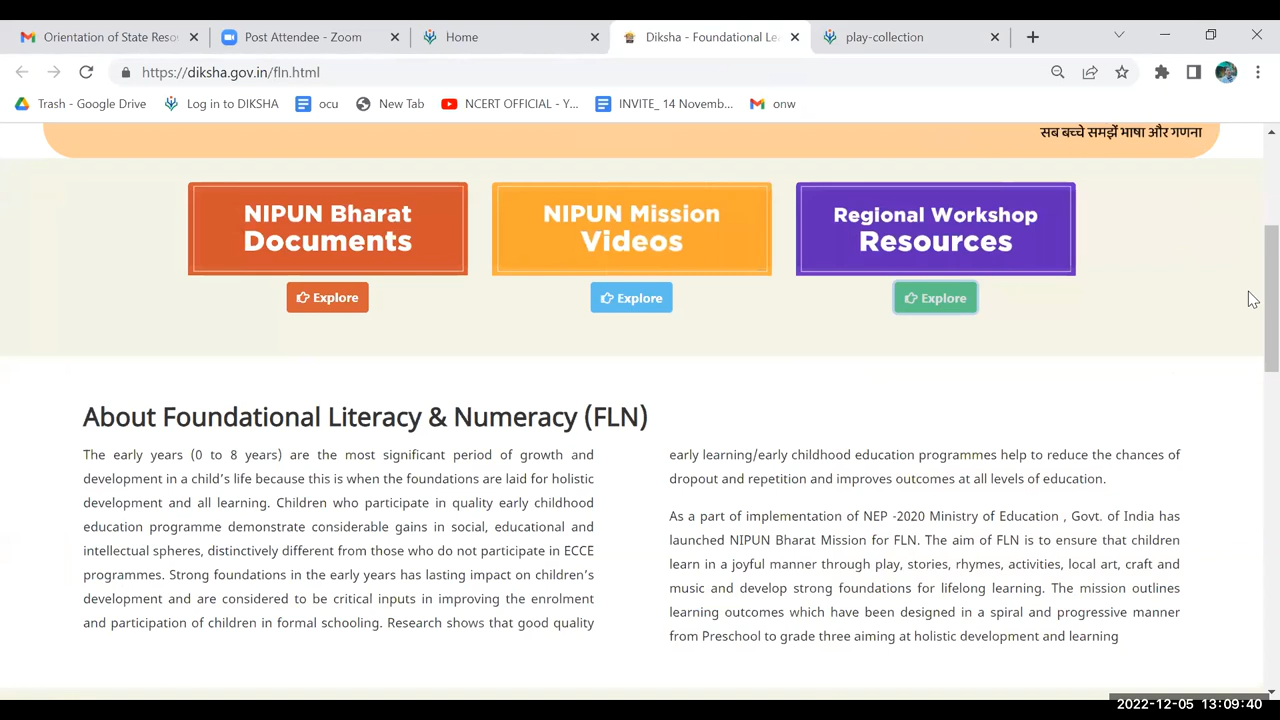 Orientation of State Reso
Post Attendee - Zoom
Home
Diksha - Foundational Le
play-collection
https://diksha.gov.in/fln.html
Trash - Google Drive
Log in to DIKSHA
ocu
New Tab
NCERT OFFICIAL - Y...
INVITE_ 14 Novemb...
onw
सब बच्चे समझें भाषा और गणना
NIPUN Bharat
Documents
Explore
NIPUN Mission
Videos
Explore
Regional Workshop
Resources
Explore
About Foundational Literacy & Numeracy (FLN)
The early years (0 to 8 years) are the most significant period of growth and
development in a child's life because this is when the foundations are laid for holistic
development and all learning. Children who participate in quality early childhood
education programme demonstrate considerable gains in social, educational and
intellectual spheres, distinctively different from those who do not participate in ECCE
programmes. Strong foundations in the early years has lasting impact on children's
development and are considered to be critical inputs in improving the enrolment
and participation of children in formal schooling. Research shows that good quality
early learning/early childhood education programmes help to reduce the chances of
dropout and repetition and improves outcomes at all levels of education.
As a part of implementation of NEP -2020 Ministry of Education , Govt. of India has
launched NIPUN Bharat Mission for FLN. The aim of FLN is to ensure that children
learn in a joyful manner through play, stories, rhymes, activities, local art, craft and
music and develop strong foundations for lifelong learning. The mission outlines
learning outcomes which have been designed in a spiral and progressive manner
from Preschool to grade three aiming at holistic development and learning
2022-12-05 13:09:40